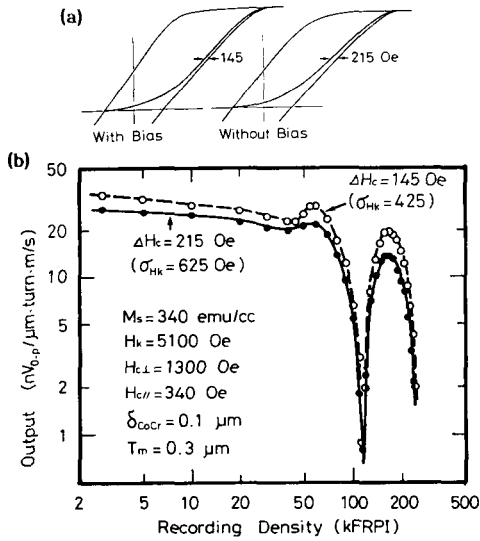 (a)
145
215 Oe
With Bias
Without Bias
(b)
50
20
10
5
2
1
Output (nV₀₋ₚ/μm·turn·m/s)
ΔHc = 145 Oe
(σHk = 425)
ΔHc = 215 Oe
(σHk = 625 Oe)
Ms = 340 emu/cc
Hk = 5100 Oe
Hc⊥ = 1300 Oe
Hc// = 340 Oe
δCoCr = 0.1 μm
Tm = 0.3 μm
2 5 10 20 50 100 200 500
Recording Density (kFRPI)